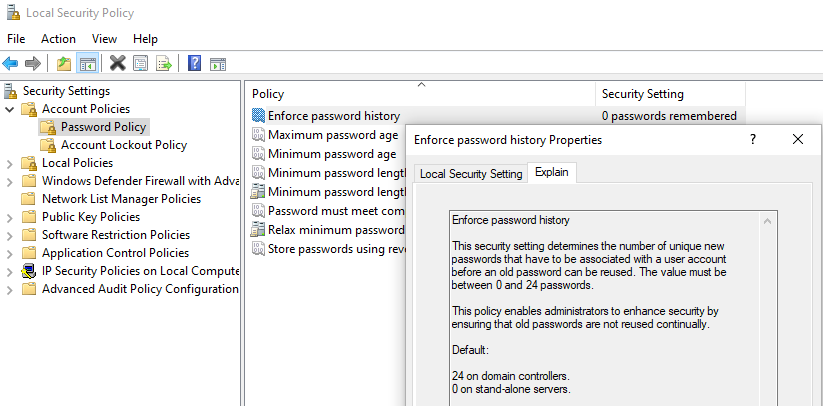 Local Security Policy
File Action View Help
Security Settings
Account Policies
Password Policy
Account Lockout Policy
Local Policies
Windows Defender Firewall with Adva
Network List Manager Policies
Public Key Policies
Software Restriction Policies
Application Control Policies
IP Security Policies on Local Compute
Advanced Audit Policy Configuration
Policy Security Setting
Enforce password history 0 passwords remembered
Maximum password age
Minimum password age
Minimum password lengt
Minimum password lengt
Password must meet com
Relax minimum password
Store passwords using reve
Enforce password history Properties
?
Local Security Setting Explain
Enforce password history
This security setting determines the number of unique new
passwords that have to be associated with a user account
before an old password can be reused. The value must be
between 0 and 24 passwords.
This policy enables administrators to enhance security by
ensuring that old passwords are not reused continually.
Default:
24 on domain controllers.
0 on stand-alone servers.